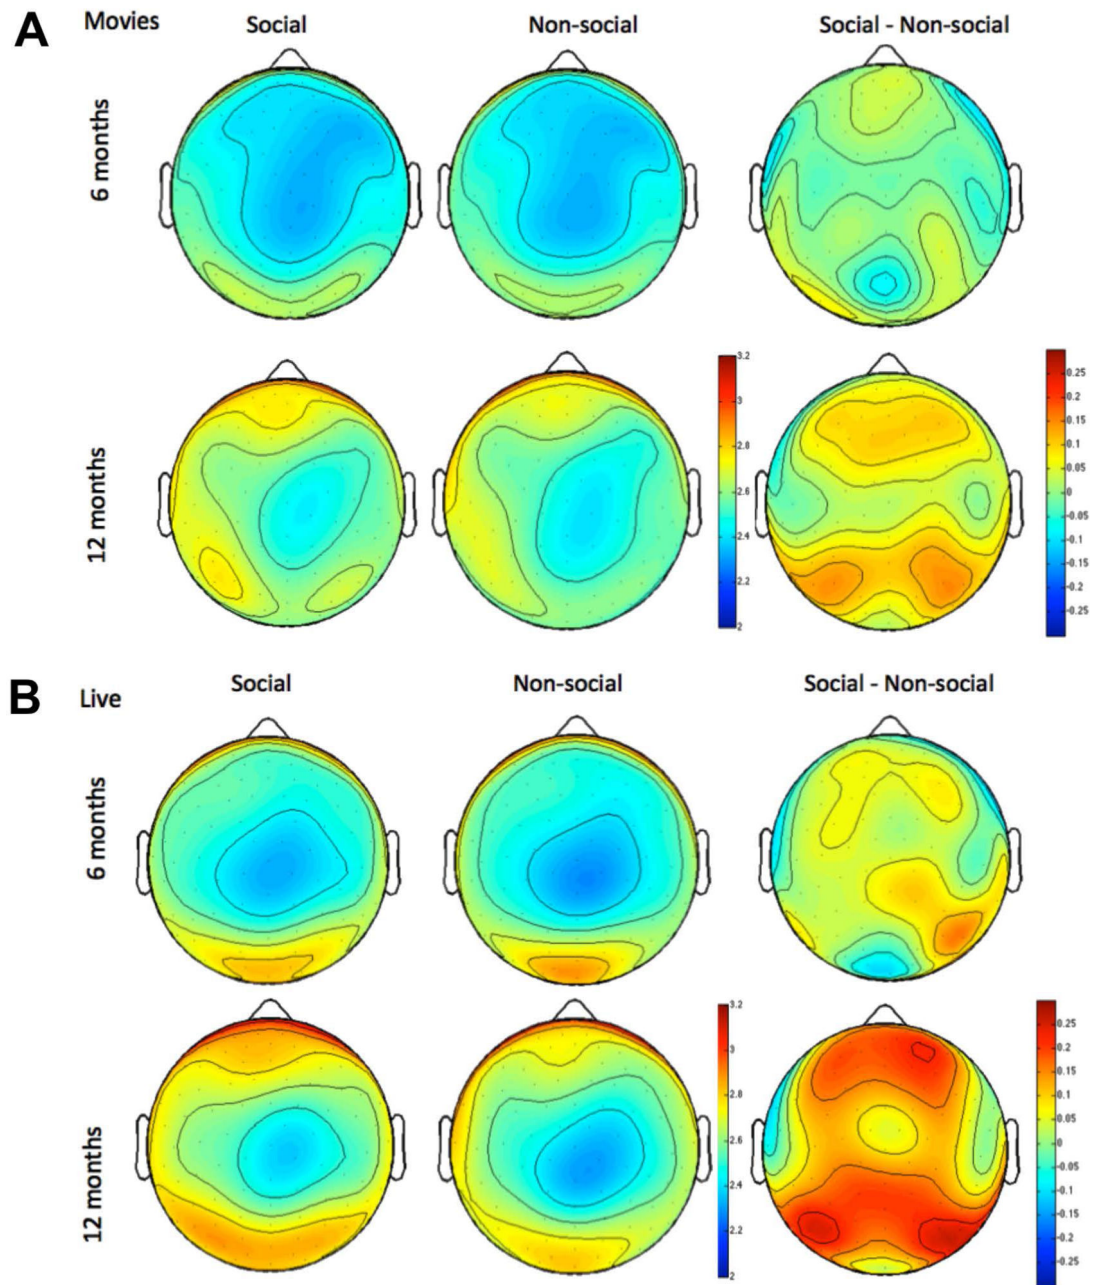 A
Movies
Social
Non-social
Social - Non-social
6 months
12 months
3.2
3
2.8
2.6
2.4
2.2
2
0.25
0.2
0.15
0.1
0.05
0
-0.05
-0.1
-0.15
-0.2
-0.25
B
Live
Social
Non-social
Social - Non-social
6 months
12 months
3.2
3
2.8
2.6
2.4
2.2
2
0.25
0.2
0.15
0.1
0.05
0
-0.05
-0.1
-0.15
-0.2
-0.25